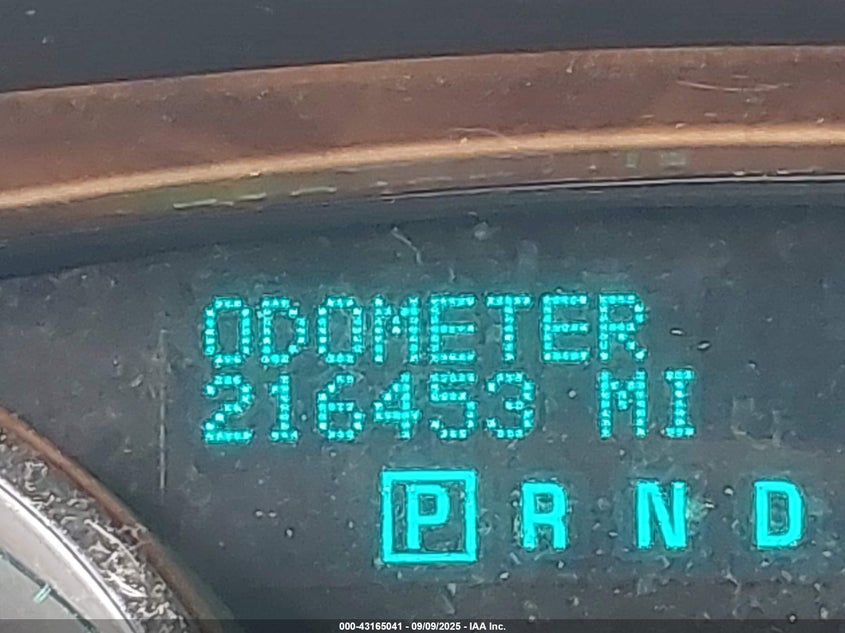 ODOMETER
216453 MI
P R N D
000-43165041 - 09/09/2025 - IAA Inc.